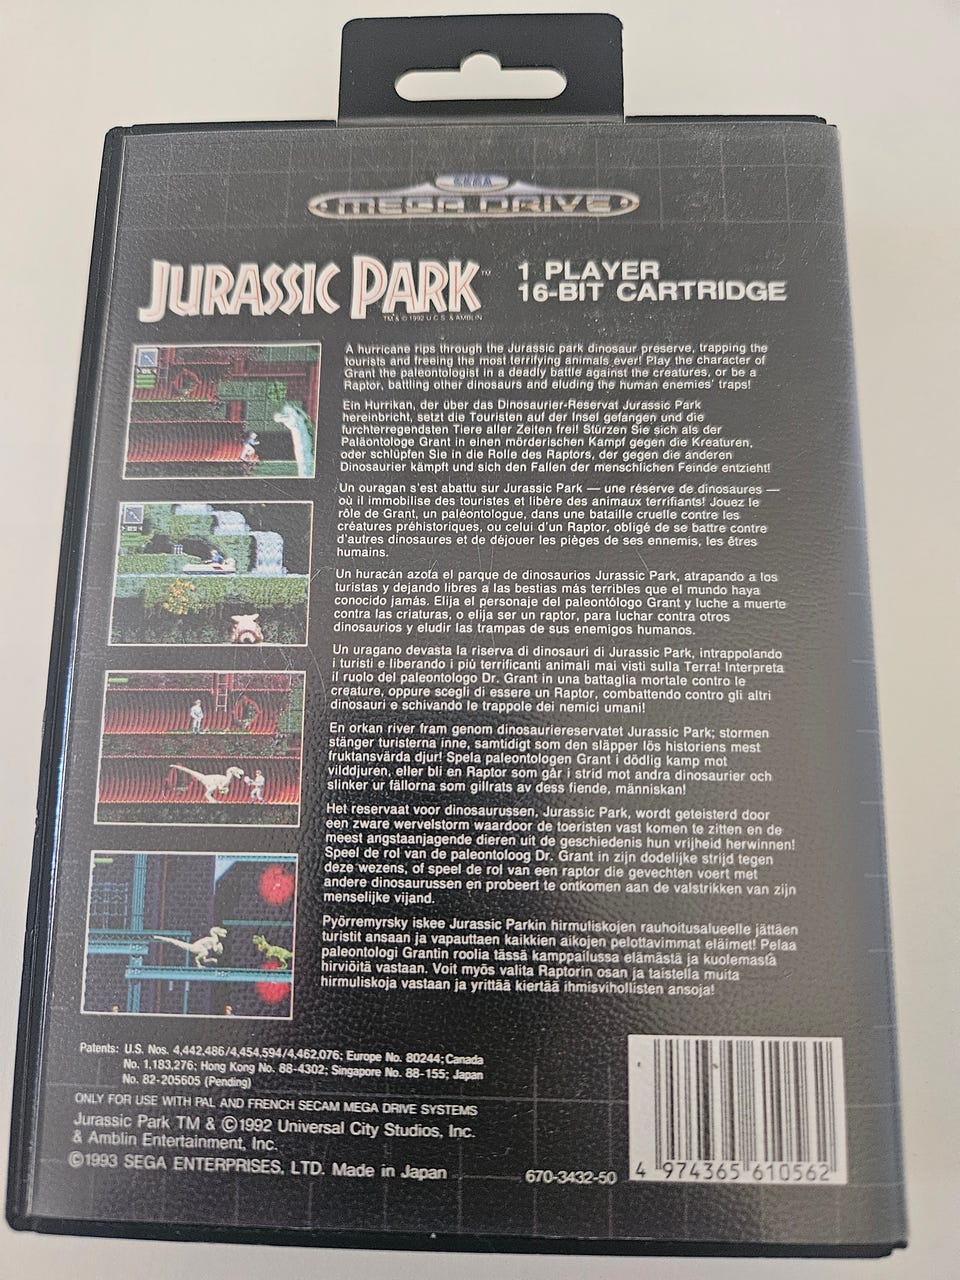 SEGA
MEGA DRIVE
JURASSIC PARK™
TM & © 1992 U.C.S. & AMBLIN
1 PLAYER
16-BIT CARTRIDGE
A hurricane rips through the Jurassic park dinosaur preserve, trapping the
tourists and freeing the most terrifying animals ever! Play the character of
Grant the paleontologist in a deadly battle against the creatures, or be a
Raptor, battling other dinosaurs and eluding the human enemies' traps!
Ein Hurrikan, der über das Dinosaurier-Reservat Jurassic Park
hereinbricht, setzt die Touristen auf der Insel gefangen und die
furchterregendsten Tiere aller Zeiten frei! Stürzen Sie sich als der
Paläontologe Grant in einen mörderischen Kampf gegen die Kreaturen,
oder schlüpfen Sie in die Rolle des Raptors, der gegen die anderen
Dinosaurier kämpft und sich den Fallen der menschlichen Feinde entzieht!
Un ouragan s'est abattu sur Jurassic Park — une réserve de dinosaures —
où il immobilise des touristes et libère des animaux terrifiants! Jouez le
rôle de Grant, un paléontologue, dans une bataille cruelle contre les
créatures préhistoriques, ou celui d'un Raptor, obligé de se battre contre
d'autres dinosaures et de déjouer les pièges de ses ennemis, les êtres
humains.
Un huracán azota el parque de dinosaurios Jurassic Park, atrapando a los
turistas y dejando libres a las bestias más terribles que el mundo haya
conocido jamás. Elija el personaje del paleontólogo Grant y luche a muerte
contra las criaturas, o elija ser un raptor, para luchar contra otros
dinosaurios y eludir las trampas de sus enemigos humanos.
Un uragano devasta la riserva di dinosauri di Jurassic Park, intrappolando
i turisti e liberando i più terrificanti animali mai visti sulla Terra! Interpreta
il ruolo del paleontologo Dr. Grant in una battaglia mortale contro le
creature, oppure scegli di essere un Raptor, combattendo contro gli altri
dinosauri e schivando le trappole dei nemici umani!
En orkan river fram genom dinosauriereservatet Jurassic Park; stormen
stänger turisterna inne, samtidigt som den släpper lös historiens mest
fruktansvärda djur! Spela paleontologen Grant i dödlig kamp mot
vilddjuren, eller bli en Raptor som går i strid mot andra dinosaurier och
slinker ur fällorna som gillrats av dess fiende, människan!
Het reservaat voor dinosaurussen, Jurassic Park, wordt geteisterd door
een zware wervelstorm waardoor de toeristen vast komen te zitten en de
meest angstaanjagende dieren uit de geschiedenis hun vrijheid herwinnen!
Speel de rol van de paleontoloog Dr. Grant in zijn dodelijke strijd tegen
deze wezens, of speel de rol van een raptor die gevechten voert met
andere dinosaurussen en probeert te ontkomen aan de valstrikken van zijn
menselijke vijand.
Pyörremyrsky iskee Jurassic Parkin hirmuliskojen rauhoitusalueelle jättäen
turistit ansaan ja vapauttaen kaikkien aikojen pelottavimmat eläimet! Pelaa
paleontologi Grantin roolia tässä kamppailussa elämästä ja kuolemasta
hirviöitä vastaan. Voit myös valita Raptorin osan ja taistella muita
hirmuliskoja vastaan ja yrittää kiertää ihmisvihollisten ansoja!
Patents: U.S. Nos. 4,442,486/4,454,594/4,462,076; Europe No. 80244; Canada
No. 1,183,276; Hong Kong No. 88-4302; Singapore No. 88-155; Japan
No. 82-205605 (Pending)
ONLY FOR USE WITH PAL AND FRENCH SECAM MEGA DRIVE SYSTEMS
Jurassic Park TM & ©1992 Universal City Studios, Inc.
& Amblin Entertainment, Inc.
©1993 SEGA ENTERPRISES, LTD. Made in Japan
670-3432-50
4 974365 610562